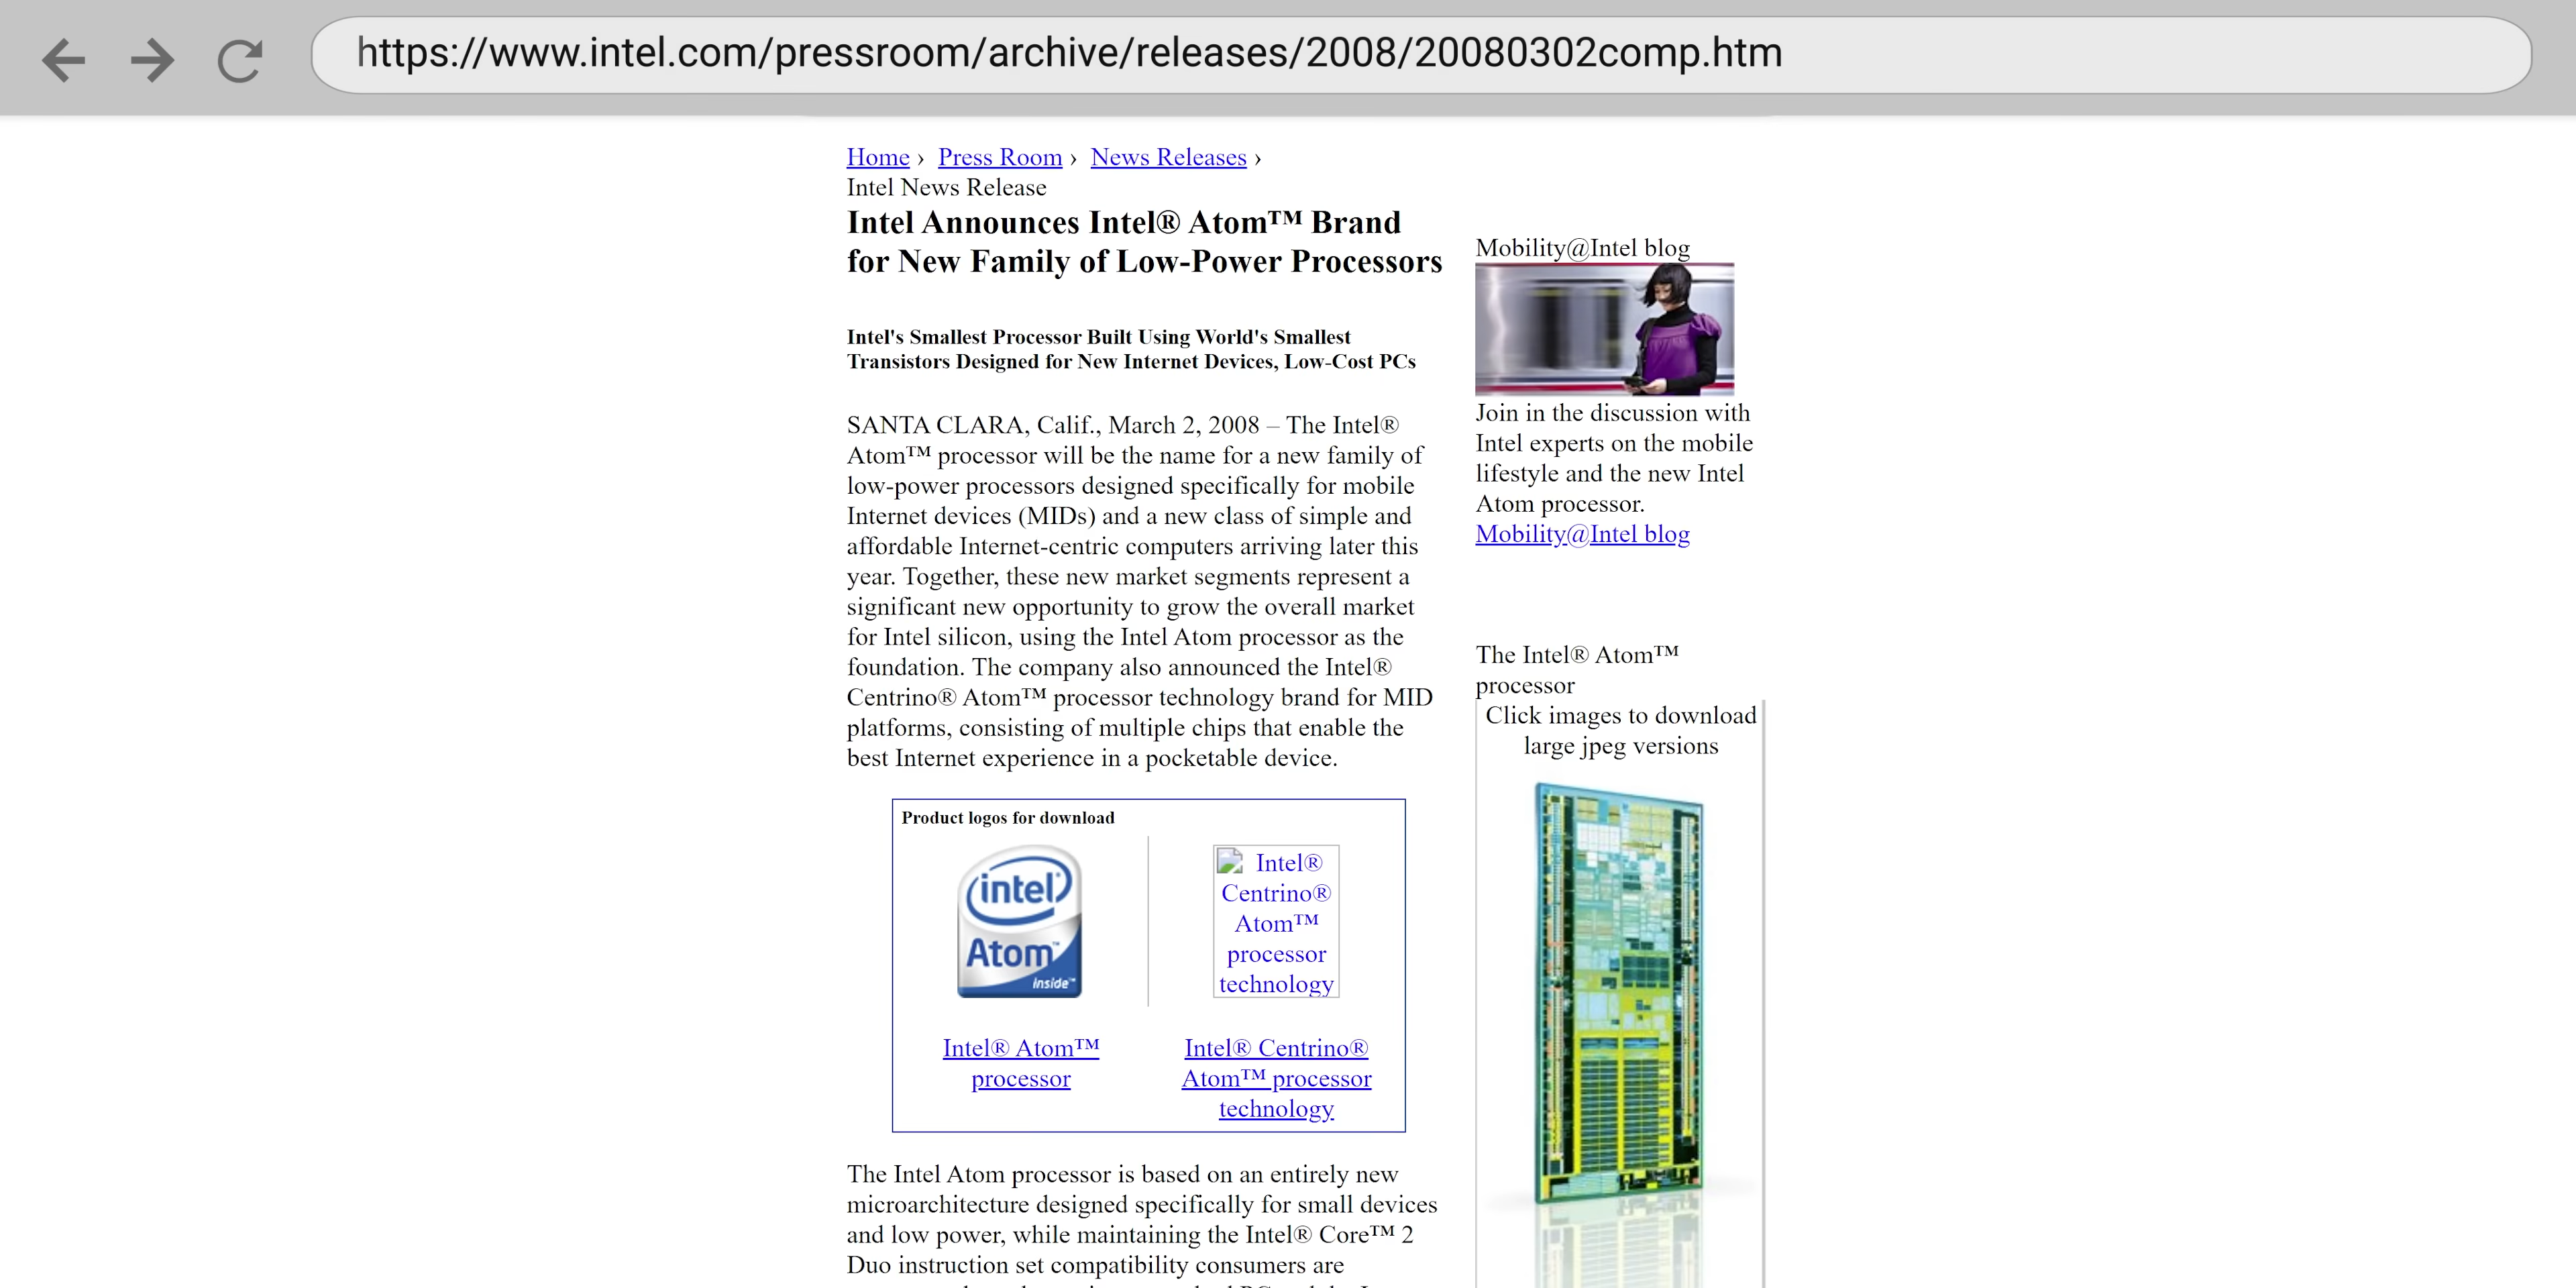 https://www.intel.com/pressroom/archive/releases/2008/20080302comp.htm
Home › Press Room › News Releases ›
Intel News Release
Intel Announces Intel® Atom™ Brand
for New Family of Low-Power Processors
Intel's Smallest Processor Built Using World's Smallest
Transistors Designed for New Internet Devices, Low-Cost PCs
SANTA CLARA, Calif., March 2, 2008 – The Intel®
Atom™ processor will be the name for a new family of
low-power processors designed specifically for mobile
Internet devices (MIDs) and a new class of simple and
affordable Internet-centric computers arriving later this
year. Together, these new market segments represent a
significant new opportunity to grow the overall market
for Intel silicon, using the Intel Atom processor as the
foundation. The company also announced the Intel®
Centrino® Atom™ processor technology brand for MID
platforms, consisting of multiple chips that enable the
best Internet experience in a pocketable device.
Product logos for download
intel®
Atom™
inside™
Intel® Atom™
processor
Intel®
Centrino®
Atom™
processor
technology
Intel® Centrino®
Atom™ processor
technology
The Intel Atom processor is based on an entirely new
microarchitecture designed specifically for small devices
and low power, while maintaining the Intel® Core™ 2
Duo instruction set compatibility consumers are
Mobility@Intel blog
Join in the discussion with
Intel experts on the mobile
lifestyle and the new Intel
Atom processor.
Mobility@Intel blog
The Intel® Atom™
processor
Click images to download
large jpeg versions